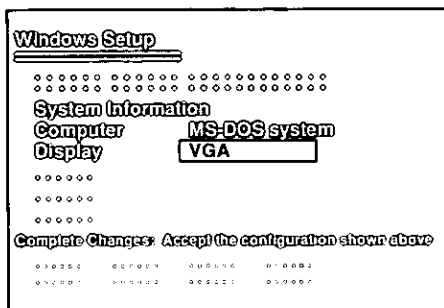 Windows Setup
System Information
Computer MS-DOS system
Display VGA
Complete Changes: Accept the configuration shown above